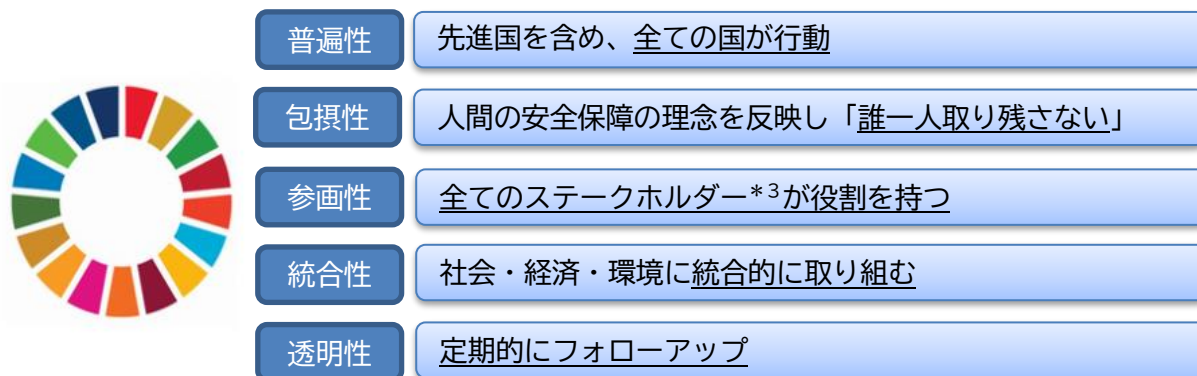 普遍性 先進国を含め、全ての国が行動
包摂性 人間の安全保障の理念を反映し「誰一人取り残さない」
参画性 全てのステークホルダー*3が役割を持つ
統合性 社会・経済・環境に統合的に取り組む
透明性 定期的にフォローアップ